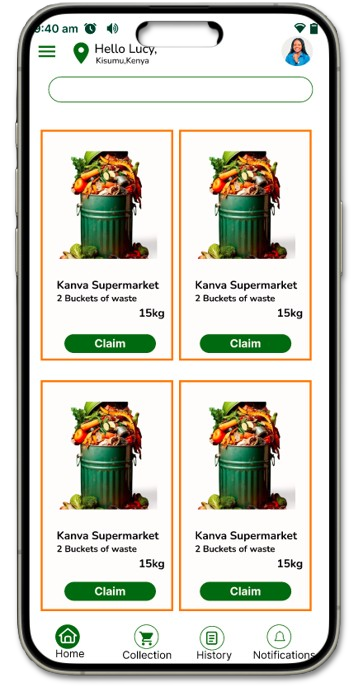 9:40 am
Hello Lucy,
Kisumu,Kenya
Kanva Supermarket
2 Buckets of waste
15kg
Claim
Kanva Supermarket
2 Buckets of waste
15kg
Claim
Kanva Supermarket
2 Buckets of waste
15kg
Claim
Kanva Supermarket
2 Buckets of waste
15kg
Claim
Home
Collection
History
Notifications